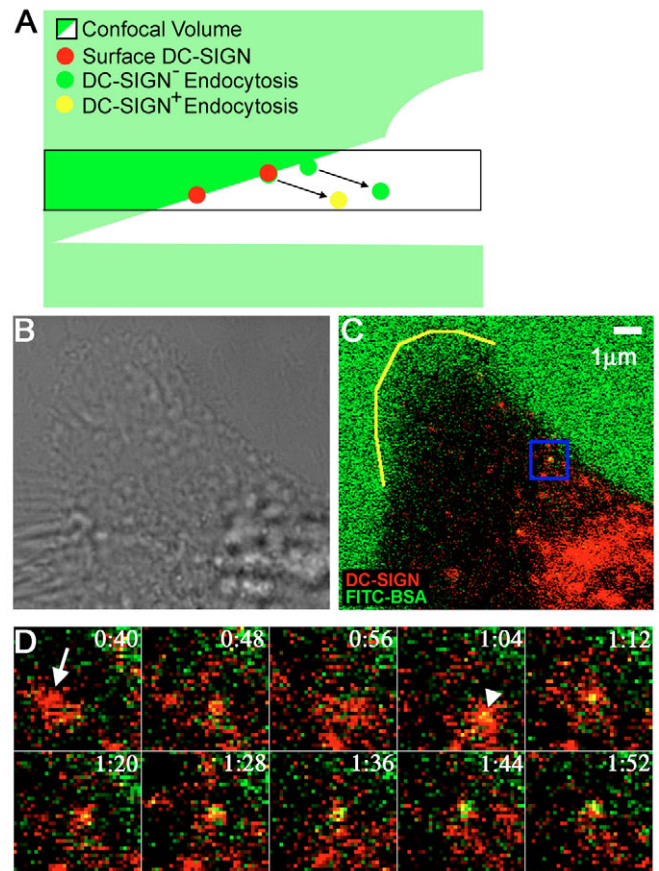 A
Confocal Volume
Surface DC-SIGN
DC-SIGN⁻ Endocytosis
DC-SIGN⁺ Endocytosis
B
C
1μm
DC-SIGN
FITC-BSA
D
0:40
0:48
0:56
1:04
1:12
1:20
1:28
1:36
1:44
1:52